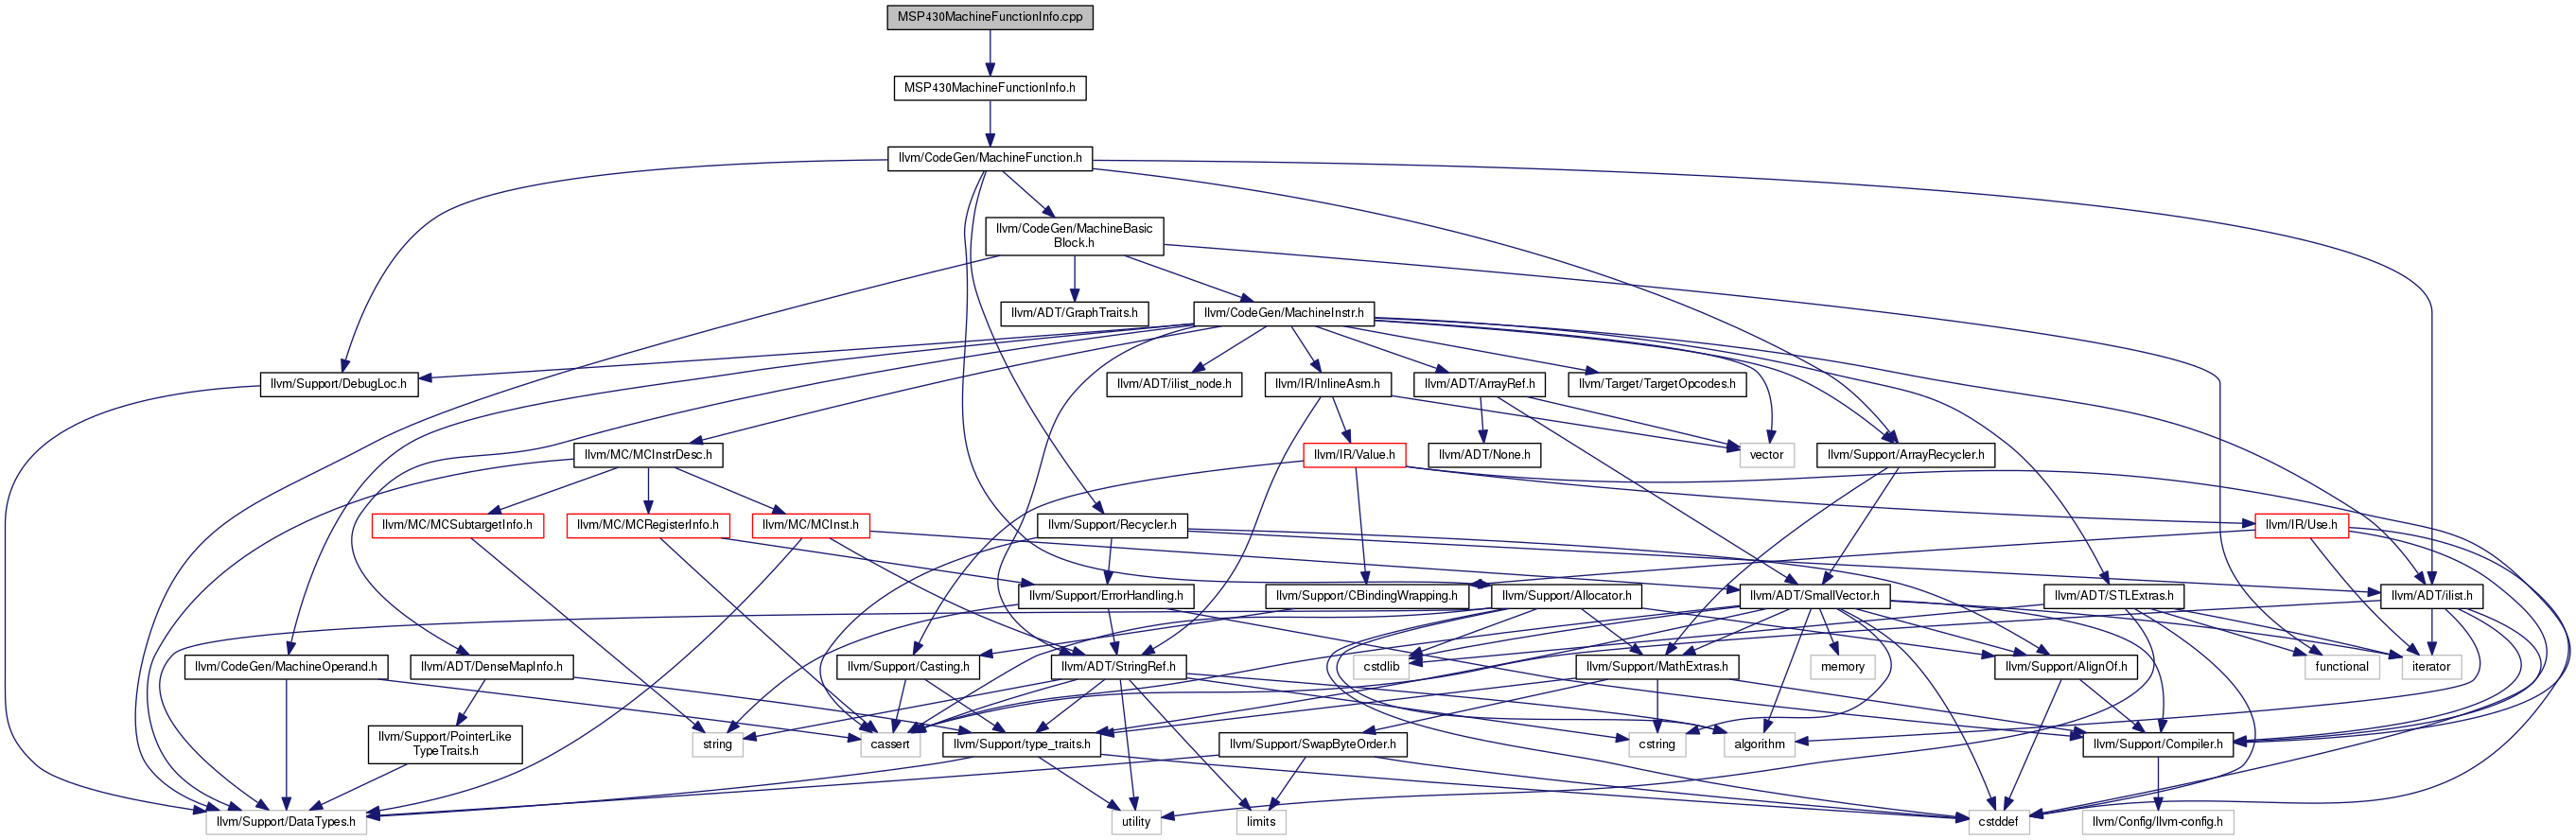 MSP430MachineFunctionInfo.cpp
MSP430MachineFunctionInfo.h
llvm/CodeGen/MachineFunction.h
llvm/CodeGen/MachineBasic
Block.h
llvm/ADT/GraphTraits.h
llvm/CodeGen/MachineInstr.h
llvm/Support/DebugLoc.h
llvm/ADT/ilist_node.h
llvm/IR/InlineAsm.h
llvm/ADT/ArrayRef.h
llvm/Target/TargetOpcodes.h
llvm/MC/MCInstrDesc.h
llvm/IR/Value.h
llvm/ADT/None.h
vector
llvm/Support/ArrayRecycler.h
llvm/MC/MCSubtargetInfo.h
llvm/MC/MCRegisterInfo.h
llvm/MC/MCInst.h
llvm/Support/Recycler.h
llvm/IR/Use.h
llvm/Support/ErrorHandling.h
llvm/Support/CBindingWrapping.h
llvm/Support/Allocator.h
llvm/ADT/SmallVector.h
llvm/ADT/STLExtras.h
llvm/ADT/ilist.h
llvm/CodeGen/MachineOperand.h
llvm/ADT/DenseMapInfo.h
llvm/Support/Casting.h
llvm/ADT/StringRef.h
cstdlib
llvm/Support/MathExtras.h
memory
llvm/Support/AlignOf.h
functional
iterator
llvm/Support/PointerLike
TypeTraits.h
string
cassert
llvm/Support/type_traits.h
cstring
llvm/Support/SwapByteOrder.h
algorithm
llvm/Support/Compiler.h
llvm/Support/DataTypes.h
utility
limits
cstddef
llvm/Config/llvm-config.h